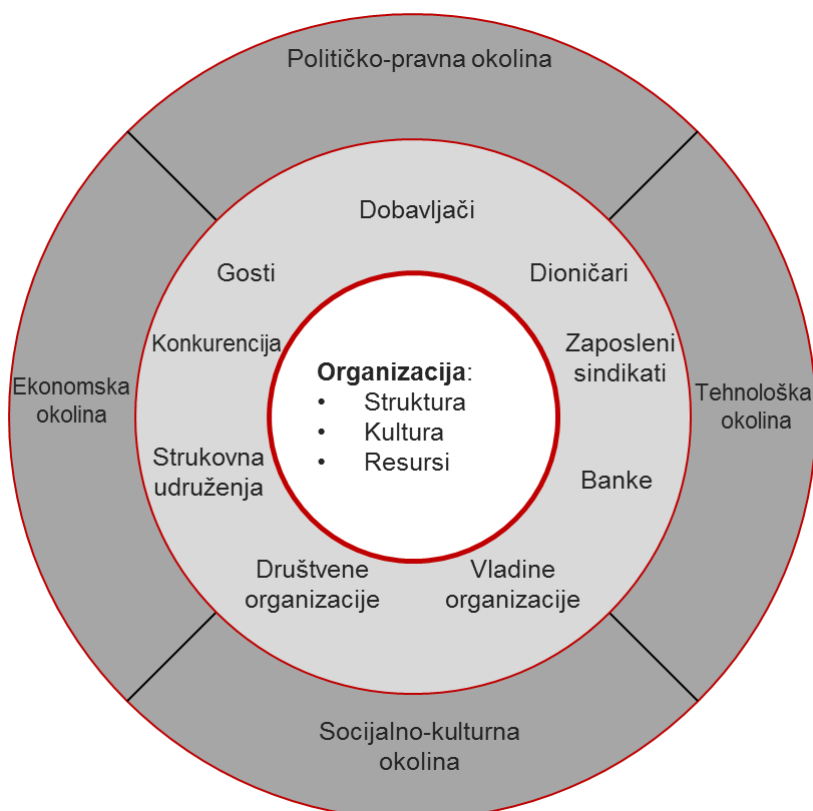 Političko-pravna okolina
Dobavljači
Gosti
Dioničari
Konkurencija
Zaposleni
sindikati
Organizacija:
• Struktura
• Kultura
• Resursi
Ekonomska
okolina
Tehnološka
okolina
Strukovna
udruženja
Banke
Društvene
organizacije
Vladine
organizacije
Socijalno-kulturna
okolina